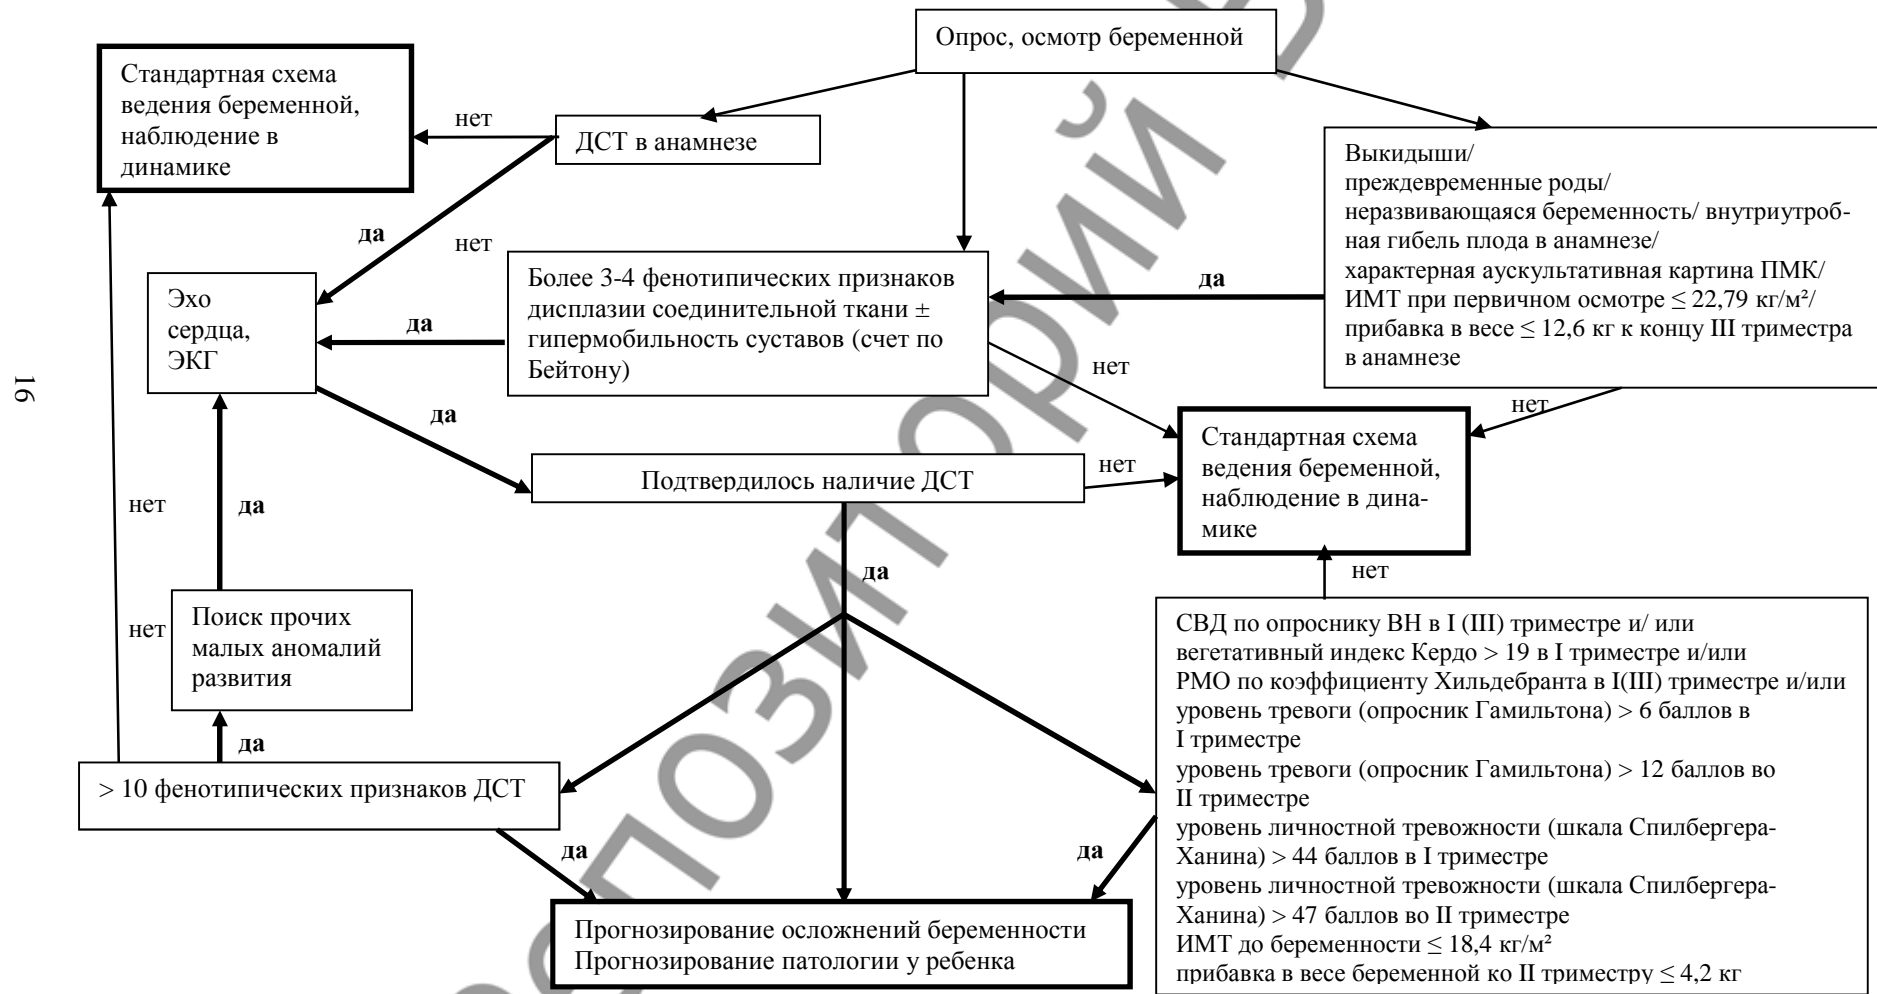 Опрос, осмотр беременной
Стандартная схема
ведения беременной,
наблюдение в
динамике
нет
ДСТ в анамнезе
Выкидыши/
преждевременные роды/
неразвивающаяся беременность/ внутриутроб-
ная гибель плода в анамнезе/
характерная аускультативная картина ПМК/
ИМТ при первичном осмотре ≤ 22,79 кг/м²/
прибавка в весе ≤ 12,6 кг к концу III триместра
в анамнезе
да
нет
Эхо
сердца,
ЭКГ
да
Более 3-4 фенотипических признаков
дисплазии соединительной ткани ±
гипермобильность суставов (счет по
Бейтону)
да
нет
нет
16
да
Подтвердилось наличие ДСТ
нет
Стандартная схема
ведения беременной,
наблюдение в дина-
мике
нет
да
да
нет
нет
Поиск прочих
малых аномалий
развития
да
> 10 фенотипических признаков ДСТ
СВД по опроснику ВН в I (III) триместре и/ или
вегетативный индекс Кердо > 19 в I триместре и/или
РМО по коэффициенту Хильдебранта в I(III) триместре и/или
уровень тревоги (опросник Гамильтона) > 6 баллов в
I триместре
уровень тревоги (опросник Гамильтона) > 12 баллов во
II триместре
уровень личностной тревожности (шкала Спилбергера-
Ханина) > 44 баллов в I триместре
уровень личностной тревожности (шкала Спилбергера-
Ханина) > 47 баллов во II триместре
ИМТ до беременности ≤ 18,4 кг/м²
прибавка в весе беременной ко II триместру ≤ 4,2 кг
да
да
Прогнозирование осложнений беременности
Прогнозирование патологии у ребенка
позиторий